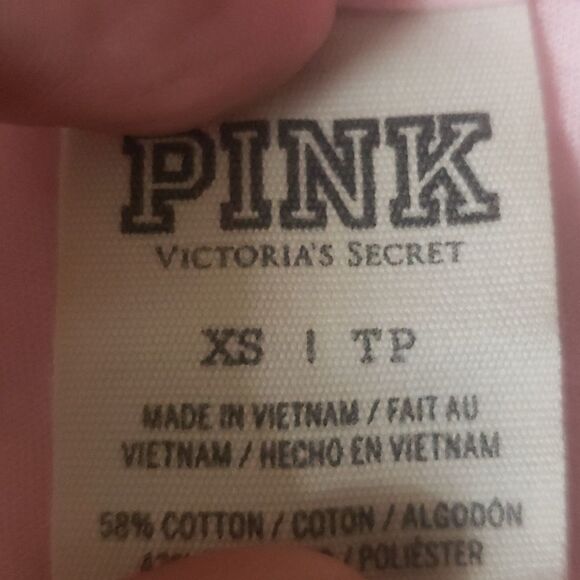 PINK
VICTORIA'S SECRET
XS | TP
MADE IN VIETNAM / FAIT AU
VIETNAM / HECHO EN VIETNAM
58% COTTON / COTON / ALGODÓN
/ POLIÉSTER